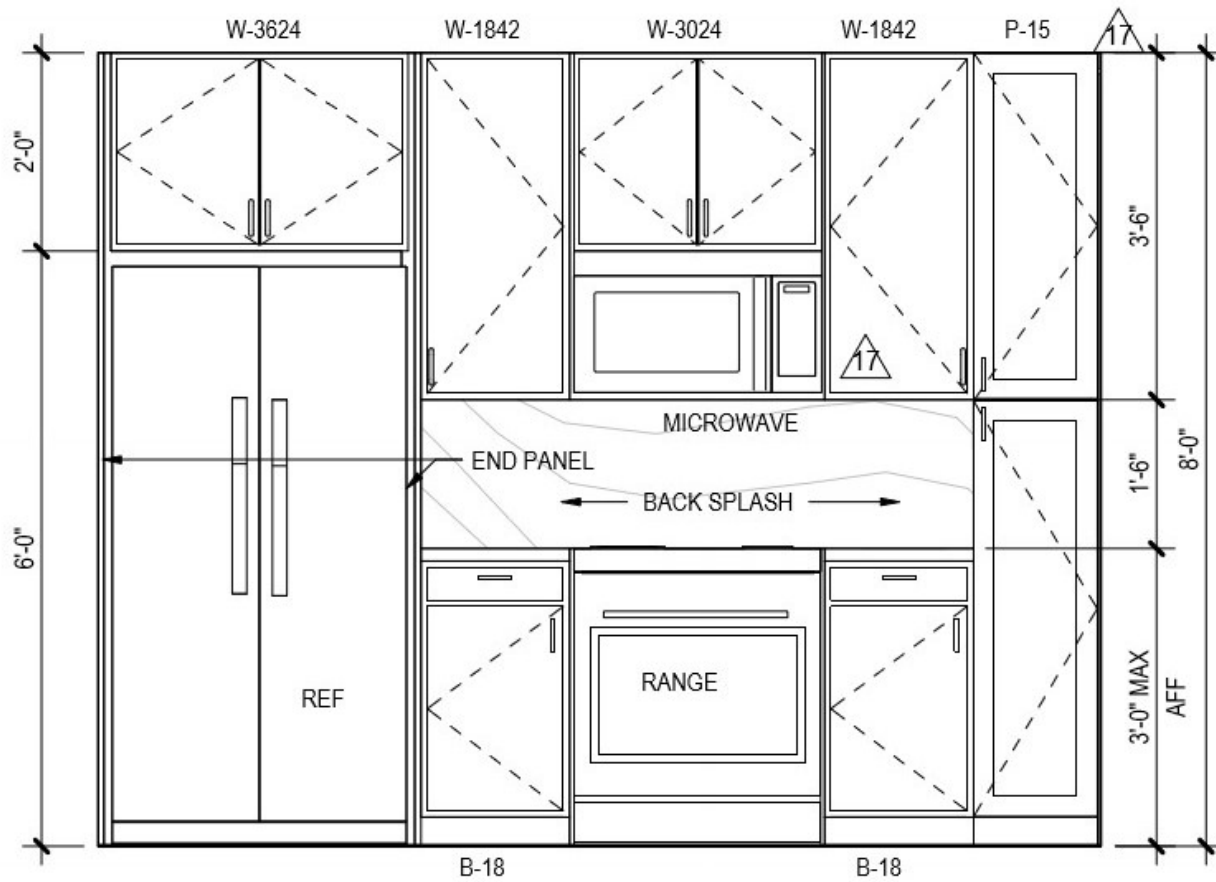 W-3624
W-1842
W-3024
W-1842
P-15
17
2'-0"
3'-6"
17
MICROWAVE
END PANEL
BACK SPLASH
1'-6"
8'-0"
6'-0"
REF
RANGE
3'-0" MAX
AFF
B-18
B-18